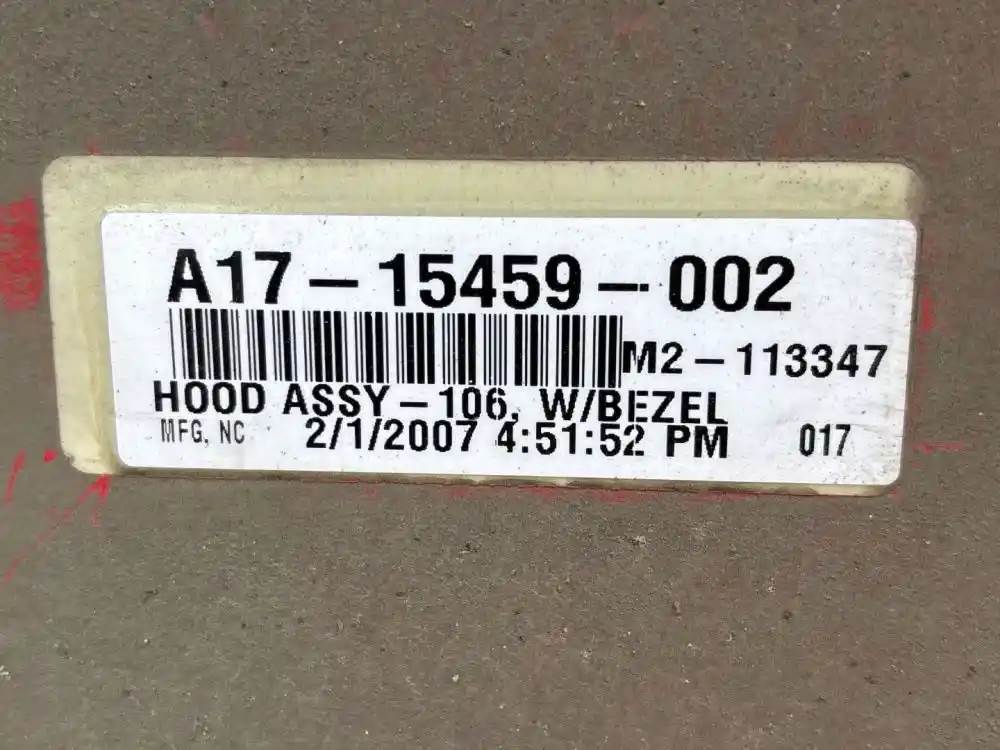 A17-15459-002
M2-113347
HOOD ASSY-106, W/BEZEL
MFG, NC 2/1/2007 4:51:52 PM 017